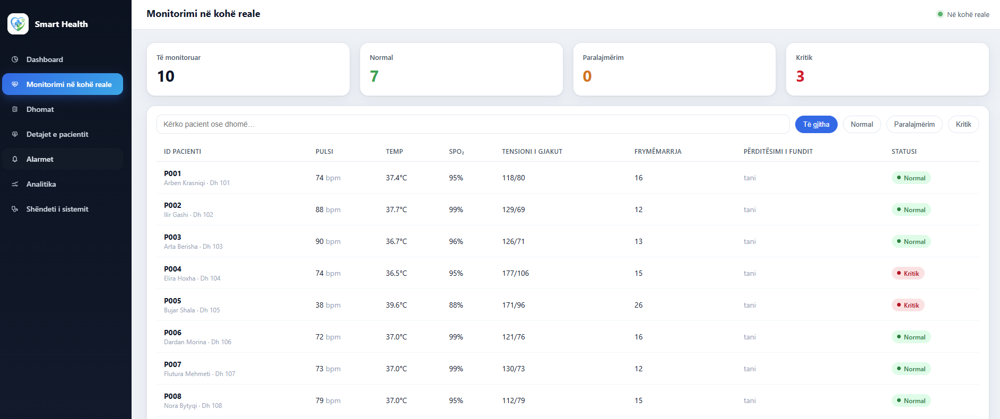 Smart Health
Dashboard
Monitorimi në kohë reale
Dhomat
Detajet e pacientit
Alarmet
Analitika
Shëndeti i sistemit
Monitorimi në kohë reale
Në kohë reale
Të monitoruar
10
Normal
7
Paralajmërim
0
Kritik
3
Kërko pacient ose dhomë…
Të gjitha Normal Paralajmërim Kritik
ID PACIENTI PULSI TEMP SPO₂ TENSIONI I GJAKUT FRYMËMARRJA PËRDITËSIMI I FUNDIT STATUSI
P001
Arben Krasniqi · Dh 101
74 bpm 37.4°C 95% 118/80 16 tani Normal
P002
Ilir Gashi · Dh 102
88 bpm 37.7°C 99% 129/69 12 tani Normal
P003
Arta Berisha · Dh 103
90 bpm 36.7°C 96% 126/71 13 tani Normal
P004
Elira Hoxha · Dh 104
74 bpm 36.5°C 95% 177/106 15 tani Kritik
P005
Bujar Shala · Dh 105
38 bpm 39.6°C 88% 171/96 26 tani Kritik
P006
Dardan Morina · Dh 106
72 bpm 37.0°C 99% 121/76 16 tani Normal
P007
Flutura Mehmeti · Dh 107
73 bpm 37.0°C 99% 130/73 12 tani Normal
P008
Nora Bytyqi · Dh 108
79 bpm 37.0°C 95% 112/79 15 tani Normal